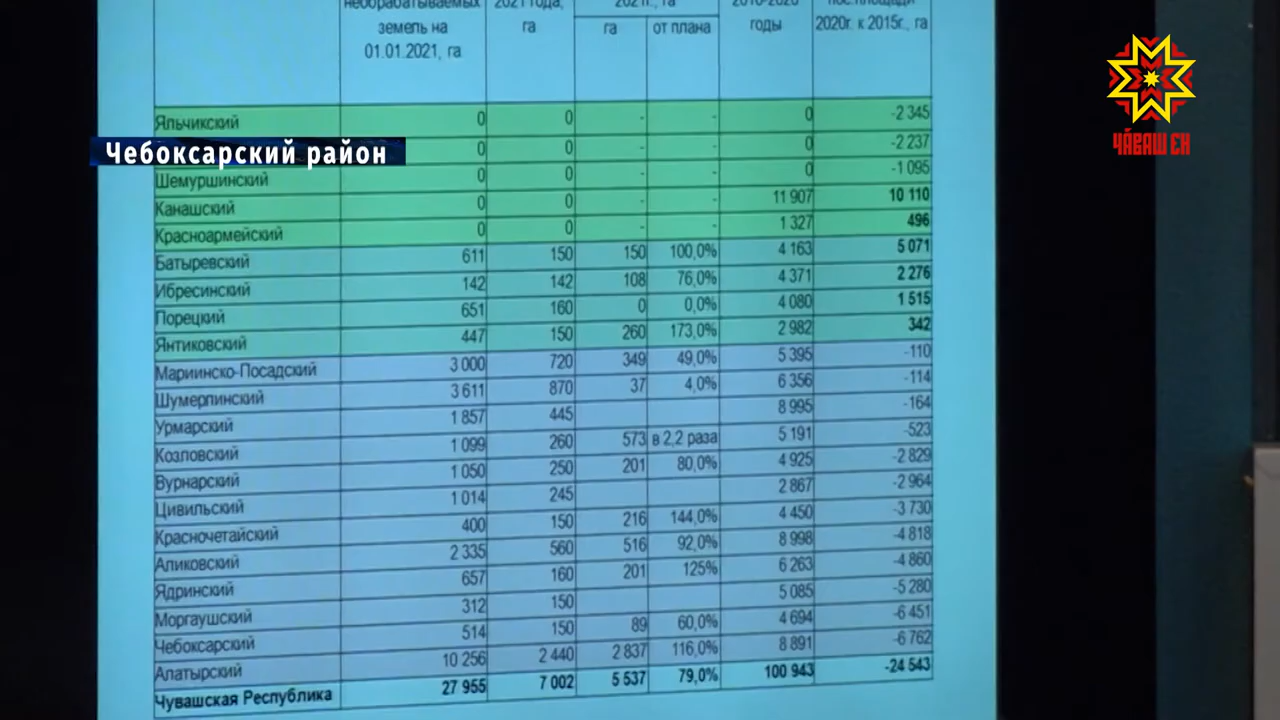 необрабатываемых 2021 года, 2021г., га 2016-2020 пос.площади
земель на га га от плана годы 2020г. к 2015г., га
01.01.2021, га
Яльчикский 0 0 - - 0 -2 345
Чебоксарский район 0 0 - - 0 -2 237
Шемуршинский 0 0 - - 0 -1 095
Канашский 0 0 - - 11 907 10 110
Красноармейский 0 0 - - 1 327 496
Батыревский 611 150 150 100,0% 4 163 5 071
Ибресинский 142 142 108 76,0% 4 371 2 276
Порецкий 651 160 0 0,0% 4 080 1 515
Янтиковский 447 150 260 173,0% 2 982 342
Мариинско-Посадский 3 000 720 349 49,0% 5 395 -110
Шумерлинский 3 611 870 37 4,0% 6 356 -114
Урмарский 1 857 445 8 995 -164
Козловский 1 099 260 573 в 2,2 раза 5 191 -523
Вурнарский 1 050 250 201 80,0% 4 925 -2 829
Цивильский 1 014 245 2 867 -2 964
Красночетайский 400 150 216 144,0% 4 450 -3 730
Аликовский 2 335 560 516 92,0% 8 998 -4 818
Ядринский 657 160 201 125% 6 263 -4 860
Моргаушский 312 150 5 085 -5 280
Чебоксарский 514 150 89 60,0% 4 694 -6 451
Алатырский 10 256 2 440 2 837 116,0% 8 891 -6 762
Чувашская Республика 27 955 7 002 5 537 79,0% 100 943 -24 543
ЧӐВАШ ЕН